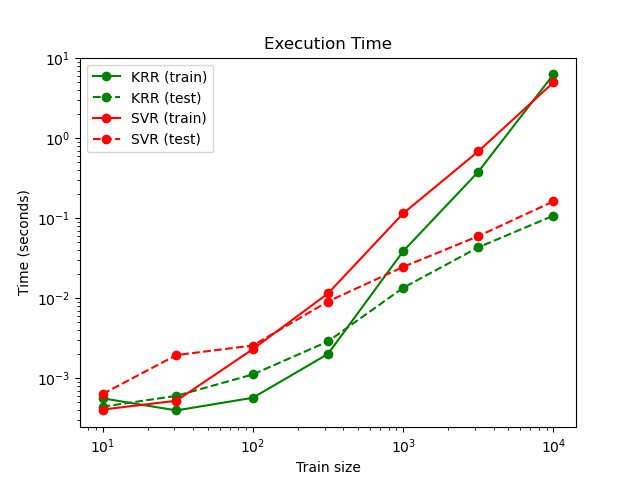 Execution Time
KRR (train)
KRR (test)
SVR (train)
SVR (test)
Time (seconds)
10¹
10⁰
10⁻¹
10⁻²
10⁻³
10¹ 10² 10³ 10⁴
Train size